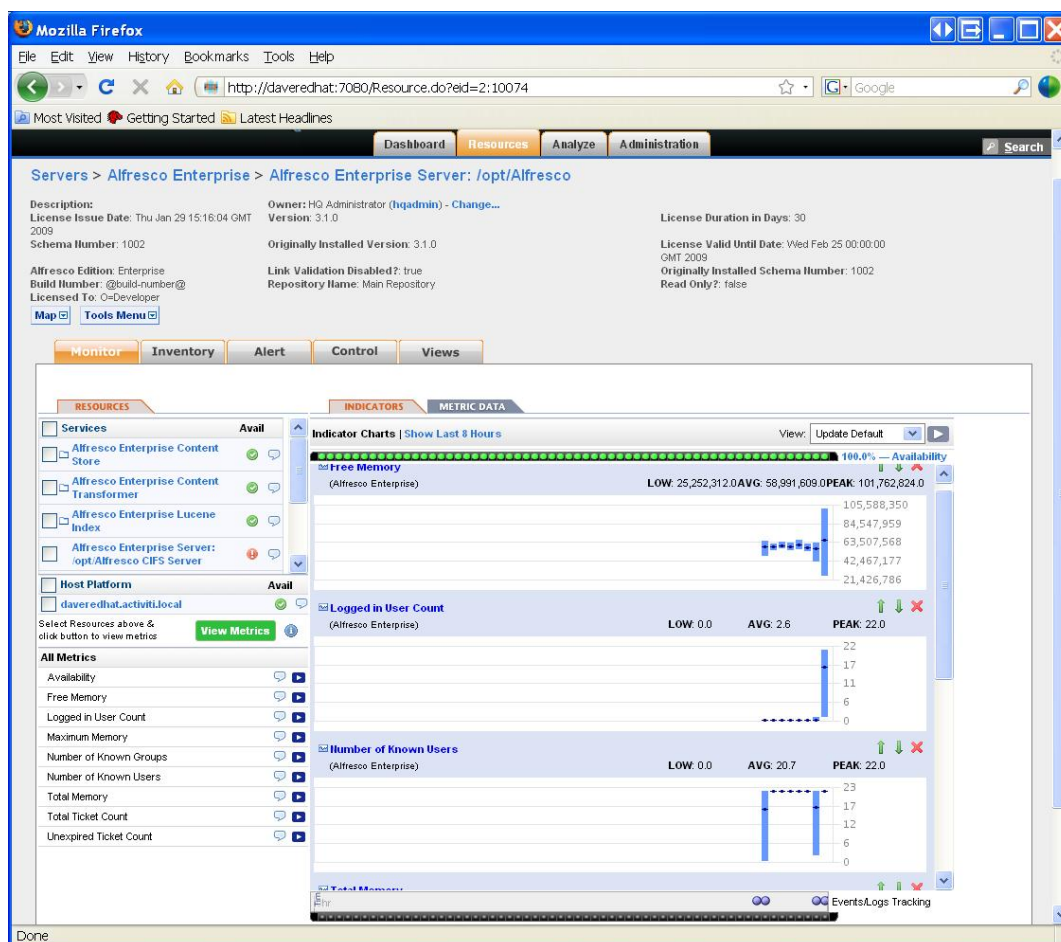 Mozilla Firefox
File Edit View History Bookmarks Tools Help
http://daveredhat:7080/Resource.do?eid=2:10074
G Google
Most Visited Getting Started Latest Headlines
Dashboard Resources Analyze Administration Search
Servers > Alfresco Enterprise > Alfresco Enterprise Server: /opt/Alfresco
Description: Owner: HQ Administrator (hqadmin) - Change...
License Issue Date: Thu Jan 29 15:16:04 GMT Version: 3.1.0 License Duration in Days: 30
2009
Schema Number: 1002 Originally Installed Version: 3.1.0 License Valid Until Date: Wed Feb 25 00:00:00
GMT 2009
Alfresco Edition: Enterprise Link Validation Disabled?: true Originally Installed Schema Number: 1002
Build Number: @build-number@ Repository Name: Main Repository Read Only?: false
Licensed To: O=Developer
Map Tools Menu
Monitor Inventory Alert Control Views
RESOURCES
Services Avail
Alfresco Enterprise Content
Store
Alfresco Enterprise Content
Transformer
Alfresco Enterprise Lucene
Index
Alfresco Enterprise Server:
/opt/Alfresco CIFS Server
Host Platform Avail
daveredhat.activiti.local
Select Resources above &
click button to view metrics
View Metrics
All Metrics
Availability
Free Memory
Logged in User Count
Maximum Memory
Number of Known Groups
Number of Known Users
Total Memory
Total Ticket Count
Unexpired Ticket Count
INDICATORS METRIC DATA
Indicator Charts | Show Last 8 Hours View: Update Default
100.0% — Availability
Free Memory
(Alfresco Enterprise) LOW: 25,252,312.0 AVG: 58,991,609.0 PEAK: 101,762,824.0
105,588,350
84,547,959
63,507,568
42,467,177
21,426,786
Logged in User Count
(Alfresco Enterprise) LOW: 0.0 AVG: 2.6 PEAK: 22.0
22
17
11
6
0
Number of Known Users
(Alfresco Enterprise) LOW: 0.0 AVG: 20.7 PEAK: 22.0
23
17
12
6
0
Total Memory
Events/Logs Tracking
Done